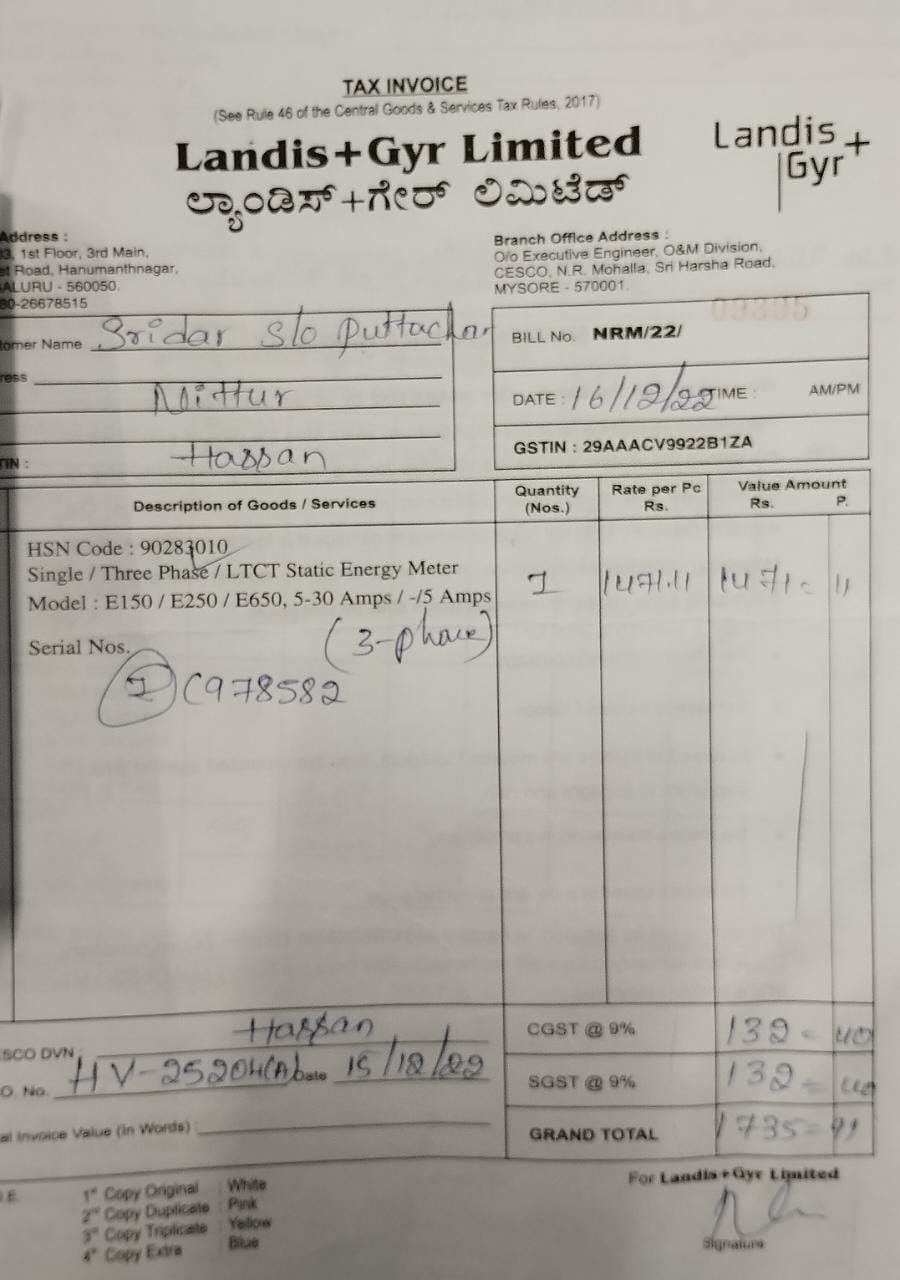 TAX INVOICE
(See Rule 46 of the Central Goods & Services Tax Rules, 2017)
Landis+Gyr Limited
ಲ್ಯಾಂಡಿಸ್+ಗೇರ್ ಲಿಮಿಟೆಡ್
Landis+
Gyr
Address :
3, 1st Floor, 3rd Main,
Road, Hanumanthnagar,
ALURU - 560050.
80-26678515
Branch Office Address :
O/o Executive Engineer, O&M Division,
CESCO, N.R. Mohalla, Sri Harsha Road,
MYSORE - 570001.
09395
tomer Name Sridar S/o Puttachar
ress
Nittur
TIN : Hassan
BILL No. NRM/22/
DATE : 16/12/22 TIME : AM/PM
GSTIN : 29AAACV9922B1ZA
Description of Goods / Services Quantity (Nos.) Rate per Pc Rs. Value Amount Rs. P.
HSN Code : 90283010
Single / Three Phase / LTCT Static Energy Meter
Model : E150 / E250 / E650, 5-30 Amps / -/5 Amps 1 1471.11 1471=11
(3-phase)
Serial Nos.
1 C978582
SCO DVN : Hassan
O. No. HV-25204(A) Date 15/12/22
al Invoice Value (In Words) :
CGST @ 9% 132=40
SGST @ 9% 132=40
GRAND TOTAL 1735=91
.E. 1st Copy Original : White
2nd Copy Duplicate : Pink
3rd Copy Triplicate : Yellow
4th Copy Extra : Blue
For Landis+Gyr Limited
Signature